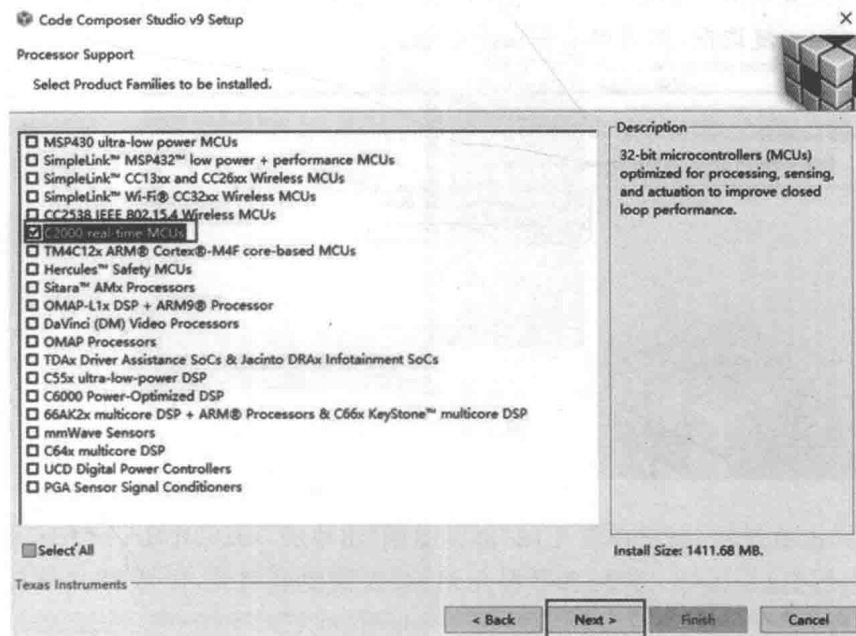 Code Composer Studio v9 Setup
Processor Support
Select Product Families to be installed.
MSP430 ultra-low power MCUs
SimpleLink™ MSP432™ low power + performance MCUs
SimpleLink™ CC13xx and CC26xx Wireless MCUs
SimpleLink™ Wi-Fi® CC32xx Wireless MCUs
CC2538 IEEE 802.15.4 Wireless MCUs
C2000 real-time MCUs
TM4C12x ARM® Cortex®-M4F core-based MCUs
Hercules™ Safety MCUs
Sitara™ AMx Processors
OMAP-L1x DSP + ARM9® Processor
DaVinci (DM) Video Processors
OMAP Processors
TDAx Driver Assistance SoCs & Jacinto DRAx Infotainment SoCs
C55x ultra-low-power DSP
C6000 Power-Optimized DSP
66AK2x multicore DSP + ARM® Processors & C66x KeyStone™ multicore DSP
mmWave Sensors
C64x multicore DSP
UCD Digital Power Controllers
PGA Sensor Signal Conditioners
Select All
Description
32-bit microcontrollers (MCUs)
optimized for processing, sensing,
and actuation to improve closed
loop performance.
Install Size: 1411.68 MB.
Texas Instruments
< Back
Next >
Finish
Cancel